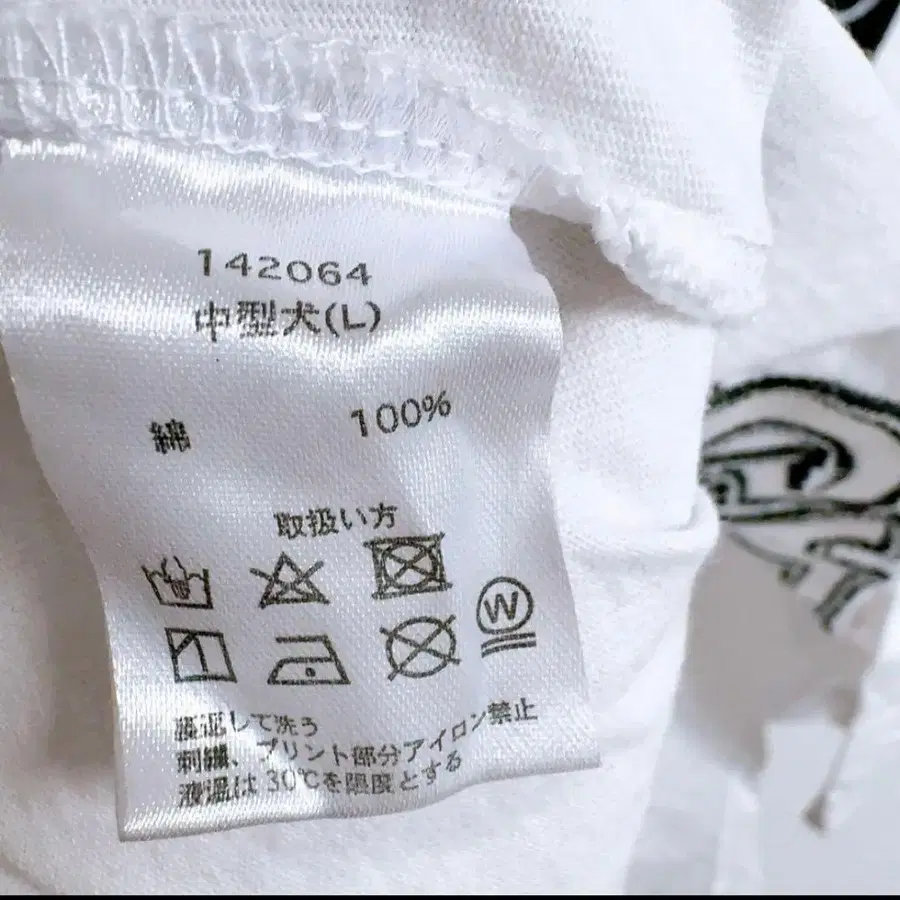 142064
中型犬(L)
綿 100%
取扱い方
W
裏返して洗う
刺繍、プリント部分アイロン禁止
液温は30℃を限度とする